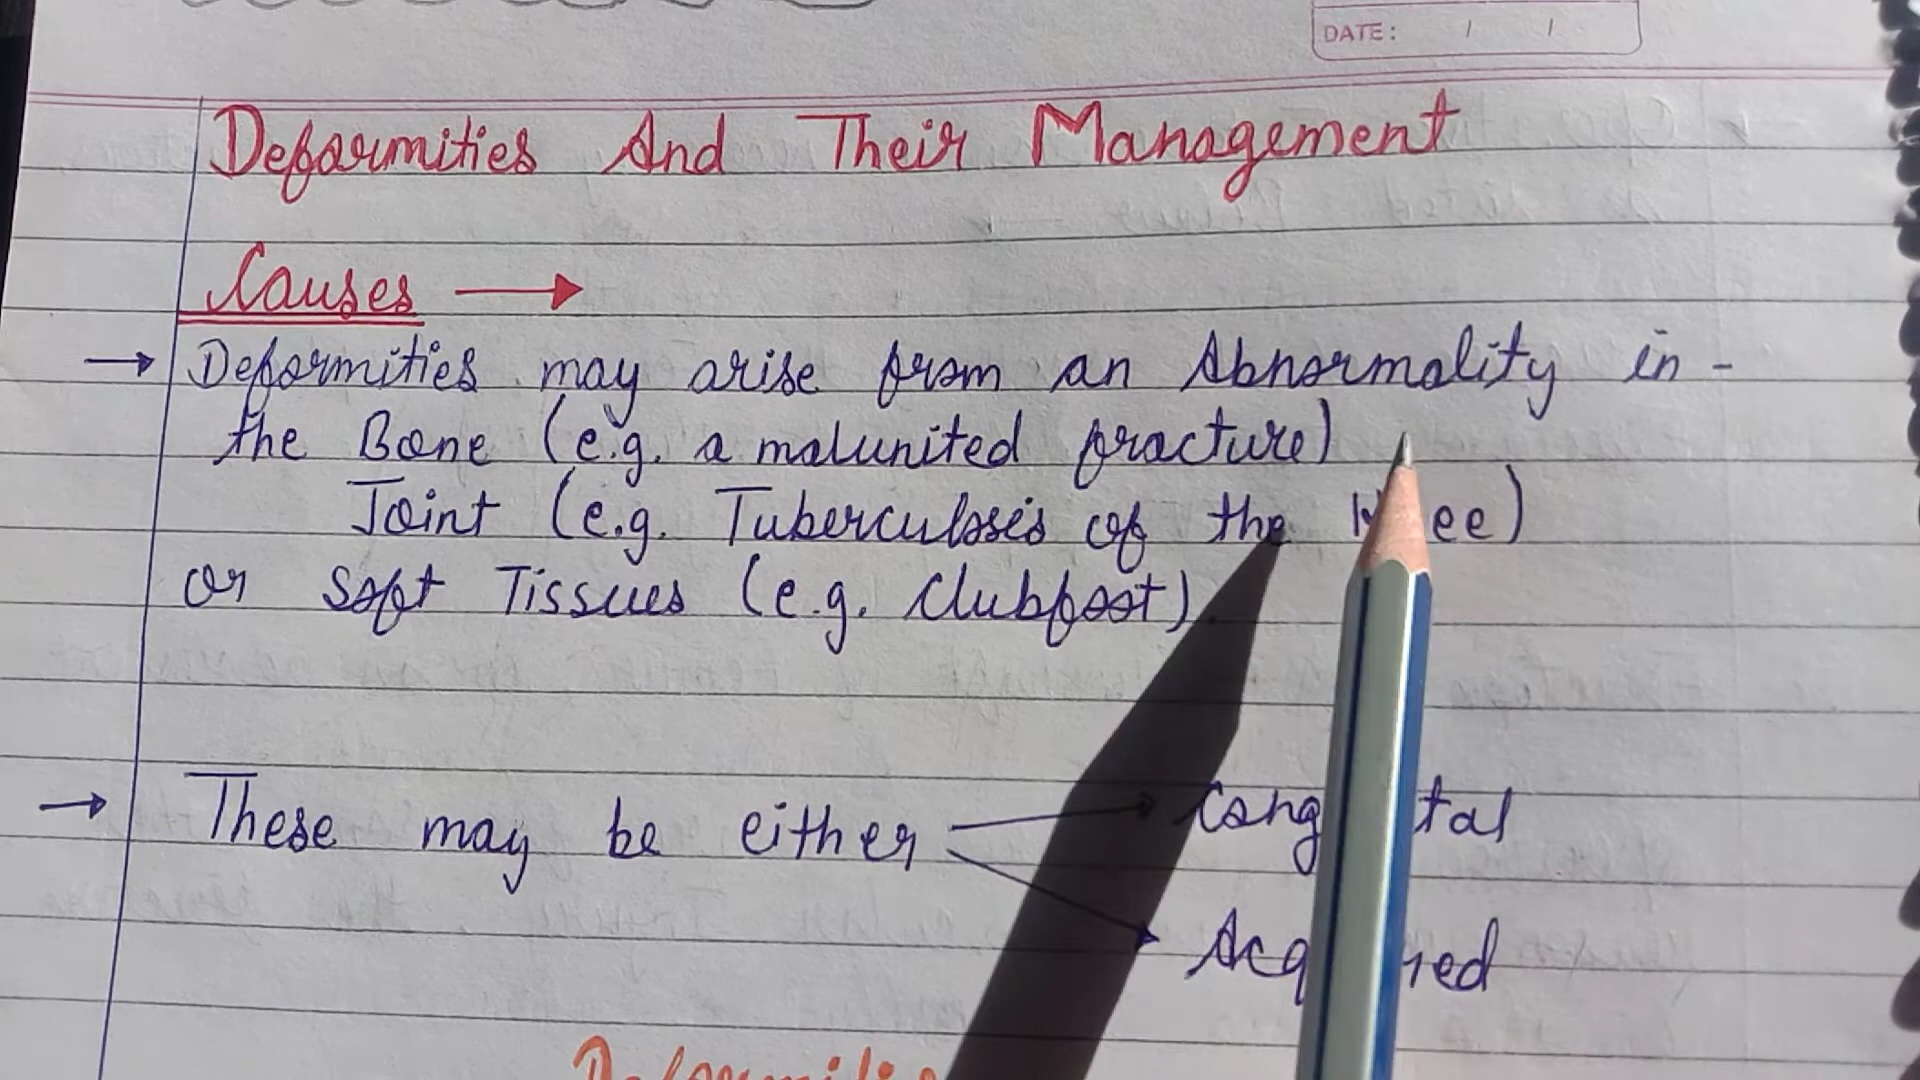 DATE: / /
Deformities And Their Management
Causes →
→ Deformities may arise from an Abnormality in -
the Bone (e.g. a malunited fracture)
Joint (e.g. Tuberculosis of the
or Soft Tissues (e.g. Clubfoot).
→ These may be either